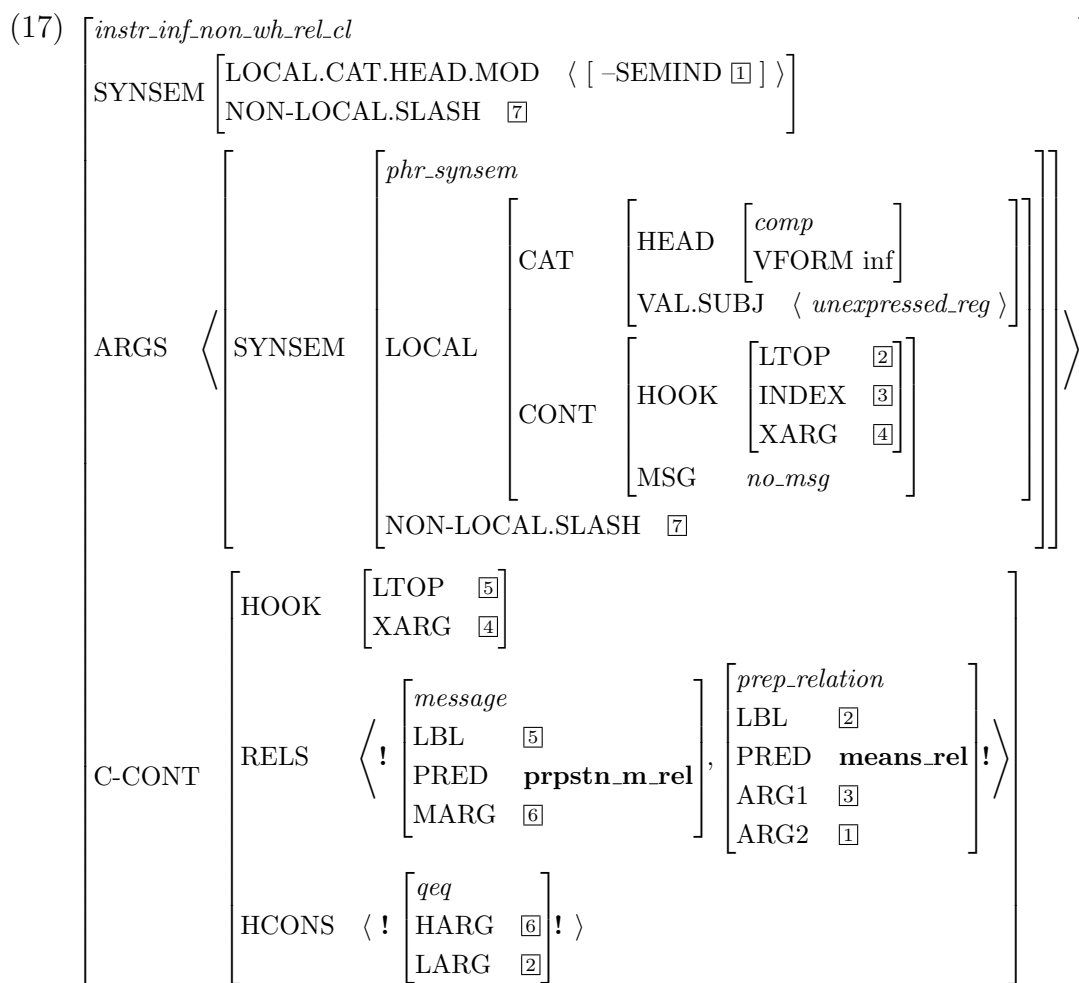 (17) instr_inf_non_wh_rel_cl
SYNSEM [LOCAL.CAT.HEAD.MOD ⟨ [ –SEMIND 1 ] ⟩
NON-LOCAL.SLASH 7]
ARGS ⟨ SYNSEM
phr_synsem
LOCAL
CAT
HEAD
comp
VFORM inf
VAL.SUBJ ⟨ unexpressed_reg ⟩
CONT
HOOK
LTOP 2
INDEX 3
XARG 4
MSG no_msg
NON-LOCAL.SLASH 7 ⟩
C-CONT
HOOK
LTOP 5
XARG 4
RELS ⟨!
message
LBL 5
PRED prpstn_m_rel
MARG 6
,
prep_relation
LBL 2
PRED means_rel
ARG1 3
ARG2 1
!⟩
HCONS ⟨ !
qeq
HARG 6
LARG 2
! ⟩